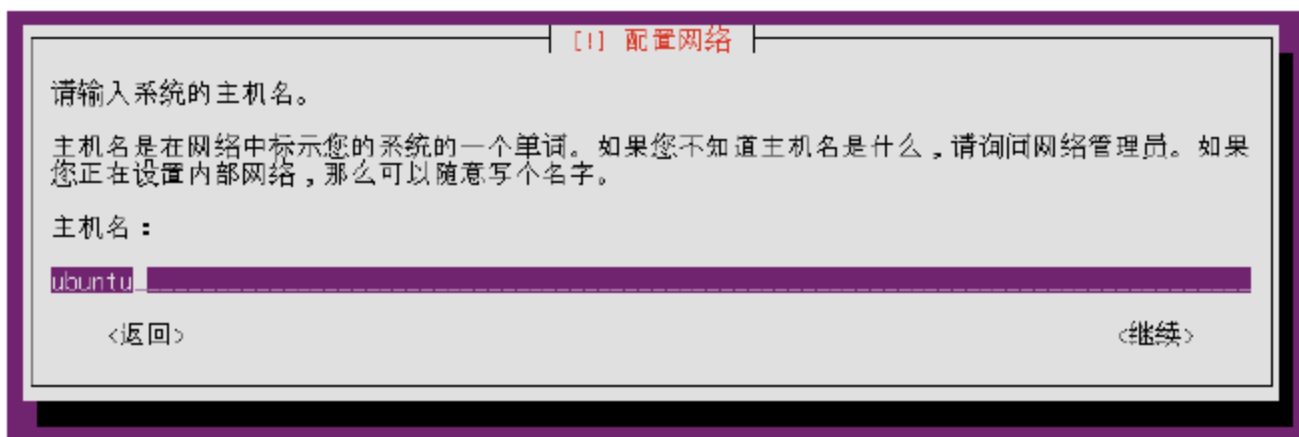 [!] 配置网络
请输入系统的主机名。
主机名是在网络中标示您的系统的一个单词。如果您不知道主机名是什么，请询问网络管理员。如果
您正在设置内部网络，那么可以随意写个名字。
主机名：
ubuntu
<返回>
<继续>